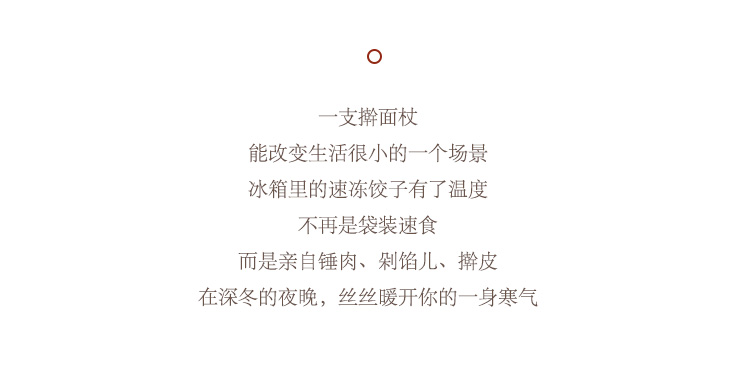 一支擀面杖
能改变生活很小的一个场景
冰箱里的速冻饺子有了温度
不再是袋装速食
而是亲自锤肉、剁馅儿、擀皮
在深冬的夜晚，丝丝暖开你的一身寒气